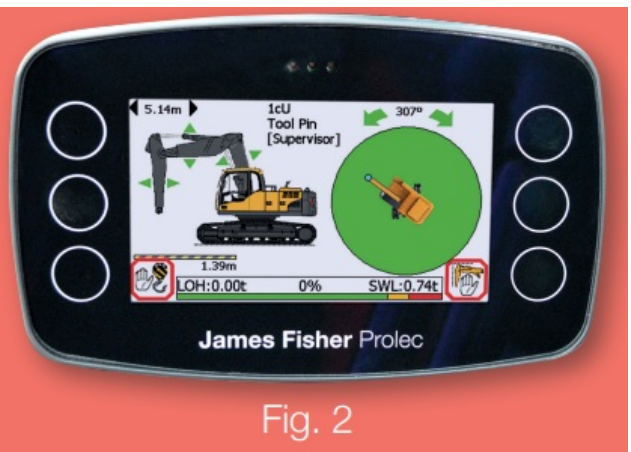 5.14m
1cU
Tool Pin
[Supervisor]
307º
1.39m
LOH:0.00t 0% SWL:0.74t
James Fisher Prolec
Fig. 2